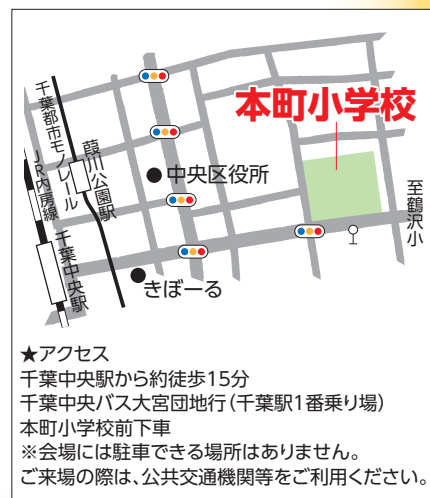 本町小学校
千葉都市モノレール
葭川公園駅
JR内房線
千葉中央駅
中央区役所
きぼーる
至鶴沢小
★アクセス
千葉中央駅から約徒歩15分
千葉中央バス大宮団地行（千葉駅1番乗り場）
本町小学校前下車
※会場には駐車できる場所はありません。
ご来場の際は、公共交通機関等をご利用ください。